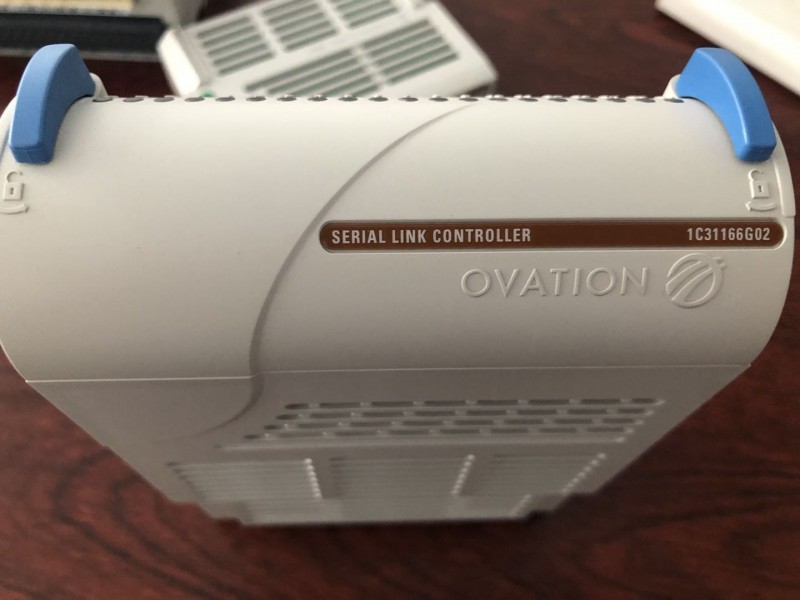 SERIAL LINK CONTROLLER 1C31166G02
OVATION